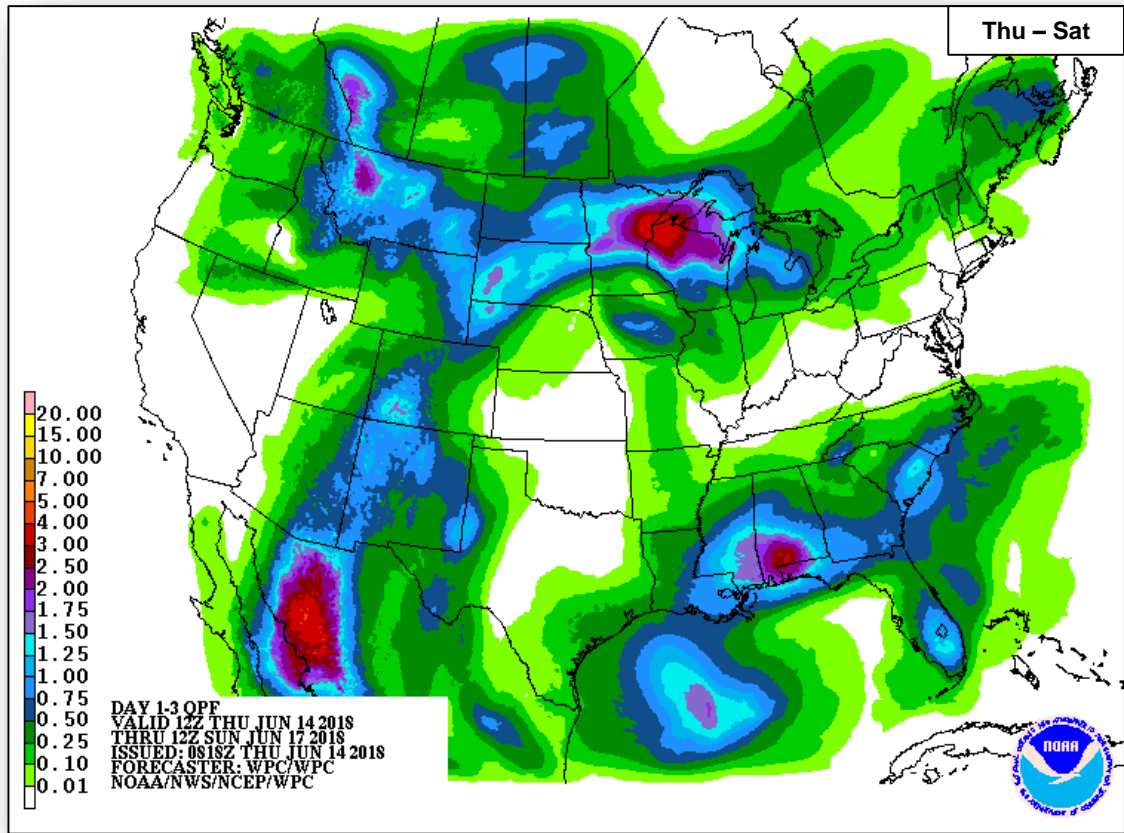 Thu – Sat
20.00
15.00
10.00
7.00
5.00
4.00
3.00
2.50
2.00
1.75
1.50
1.25
1.00
0.75
0.50
0.25
0.10
0.01
DAY 1-3 QPF
VALID 12Z THU JUN 14 2018
THRU 12Z SUN JUN 17 2018
ISSUED: 0818Z THU JUN 14 2018
FORECASTER: WPC/WPC
NOAA/NWS/NCEP/WPC
NOAA